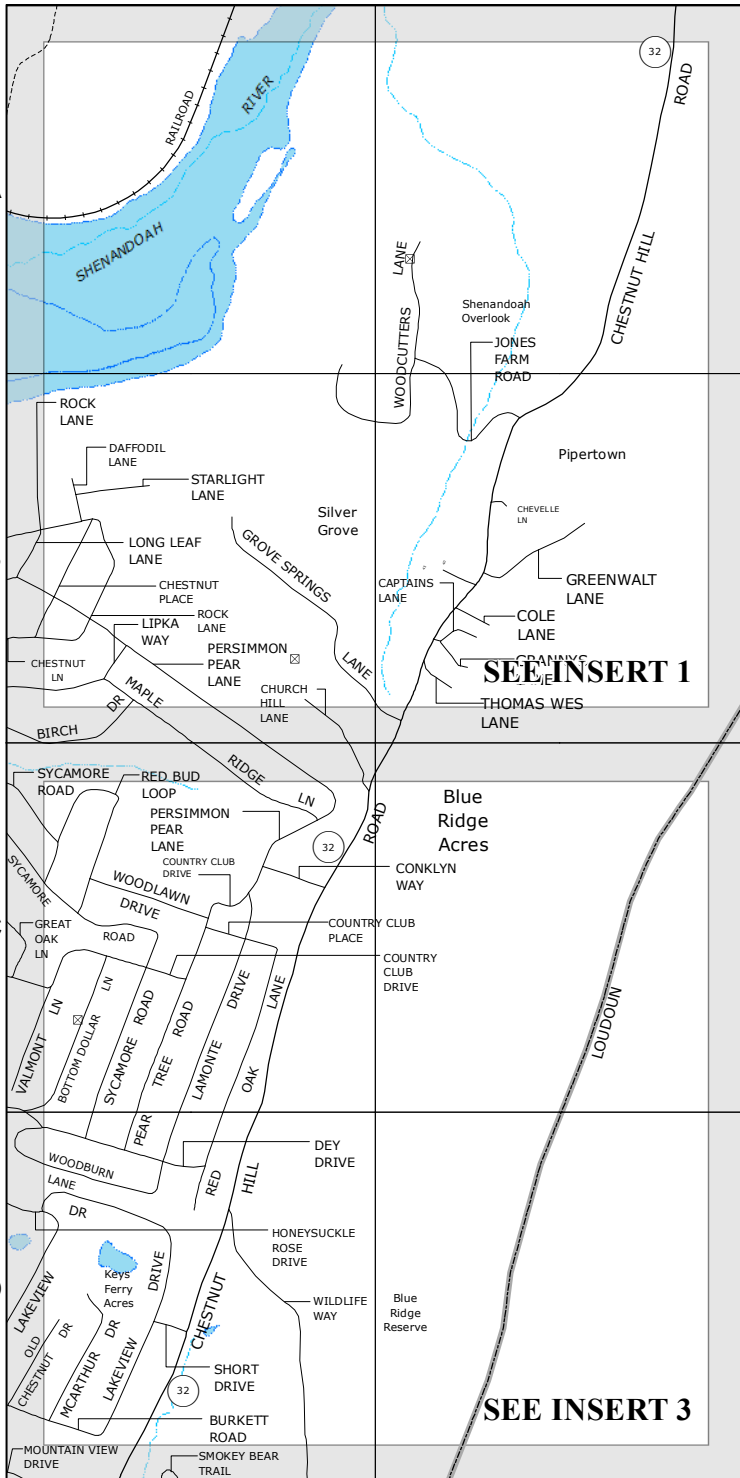 32
ROAD
RIVER
RAILROAD
SHENANDOAH
LANE
WOODCUTTERS
Shenandoah
Overlook
CHESTNUT HILL
JONES
FARM
ROAD
ROCK
LANE
DAFFODIL
LANE
STARLIGHT
LANE
Pipertown
Silver
Grove
CHEVELLE
LN
LONG LEAF
LANE
GROVE SPRINGS
LANE
CHESTNUT
PLACE
CAPTAINS
LANE
GREENWALT
LANE
ROCK
LANE
LIPKA
WAY
COLE
LANE
PERSIMMON
PEAR
LANE
CHESTNUT
LN
SEE INSERT 1
MAPLE
RIDGE
LN
CHURCH
HILL
LANE
THOMAS WES
LANE
BIRCH
DR
SYCAMORE
ROAD
RED BUD
LOOP
Blue
Ridge
Acres
PERSIMMON
PEAR
LANE
ROAD
32
COUNTRY CLUB
DRIVE
CONKLYN
WAY
SYCAMORE
ROAD
WOODLAWN
DRIVE
GREAT
OAK
LN
COUNTRY CLUB
PLACE
COUNTRY
CLUB
DRIVE
VALMONT
LN
BOTTOM DOLLAR
LN
SYCAMORE ROAD
PEAR
TREE
ROAD
LAMONTE
DRIVE
RED
OAK
LANE
LOUDOUN
WOODBURN
LANE
DEY
DRIVE
HILL
CHESTNUT
DR
HONEYSUCKLE
ROSE
DRIVE
LAKEVIEW
Keys
Ferry
Acres
DRIVE
WILDLIFE
WAY
Blue
Ridge
Reserve
OLD
CHESTNUT
DR
MCARTHUR
DR
LAKEVIEW
SHORT
DRIVE
32
BURKETT
ROAD
SEE INSERT 3
MOUNTAIN VIEW
DRIVE
SMOKEY BEAR
TRAIL